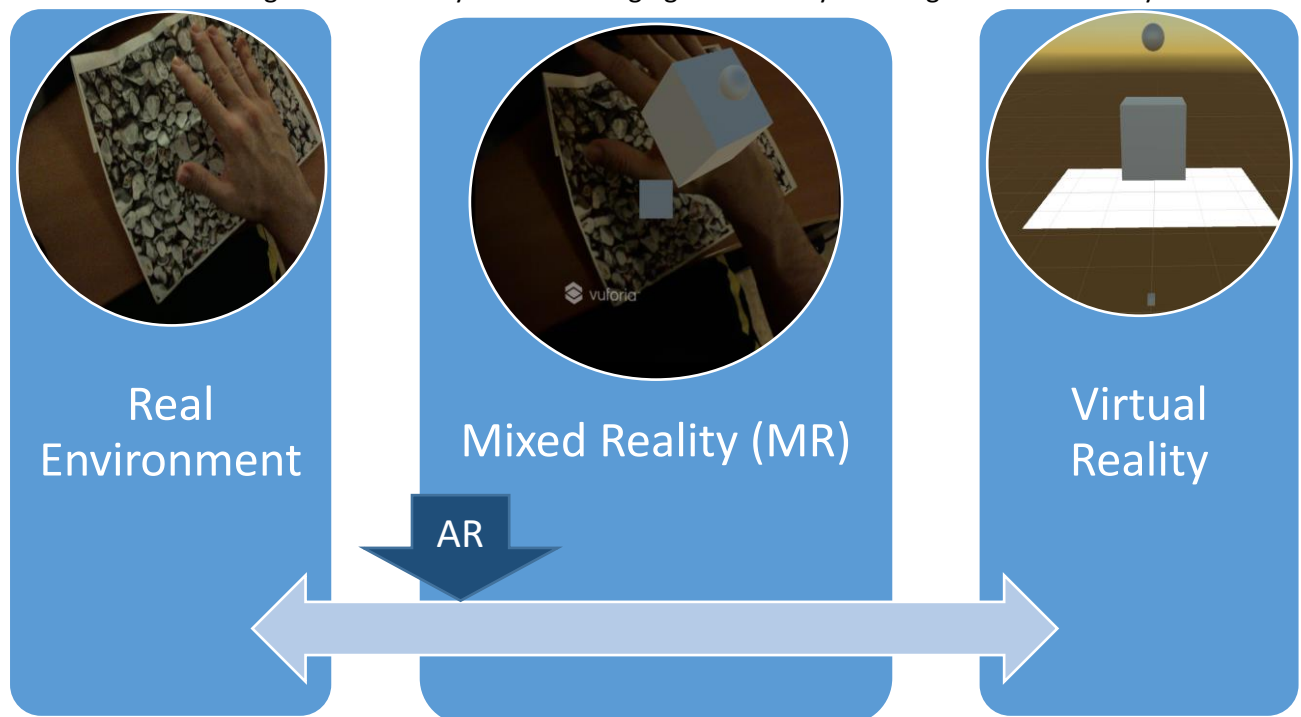 Real
Environment
Mixed Reality (MR)
Virtual
Reality
AR
vuforia